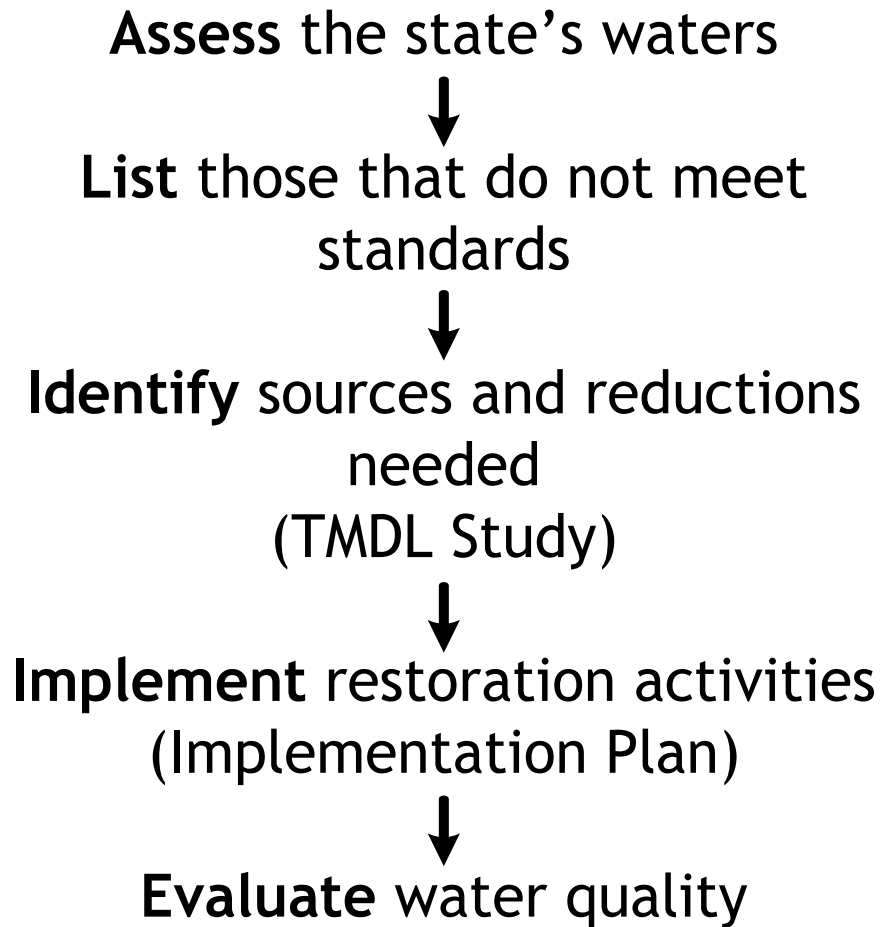 Assess the state’s waters
List those that do not meet
standards
Identify sources and reductions
needed
(TMDL Study)
Implement restoration activities
(Implementation Plan)
Evaluate water quality